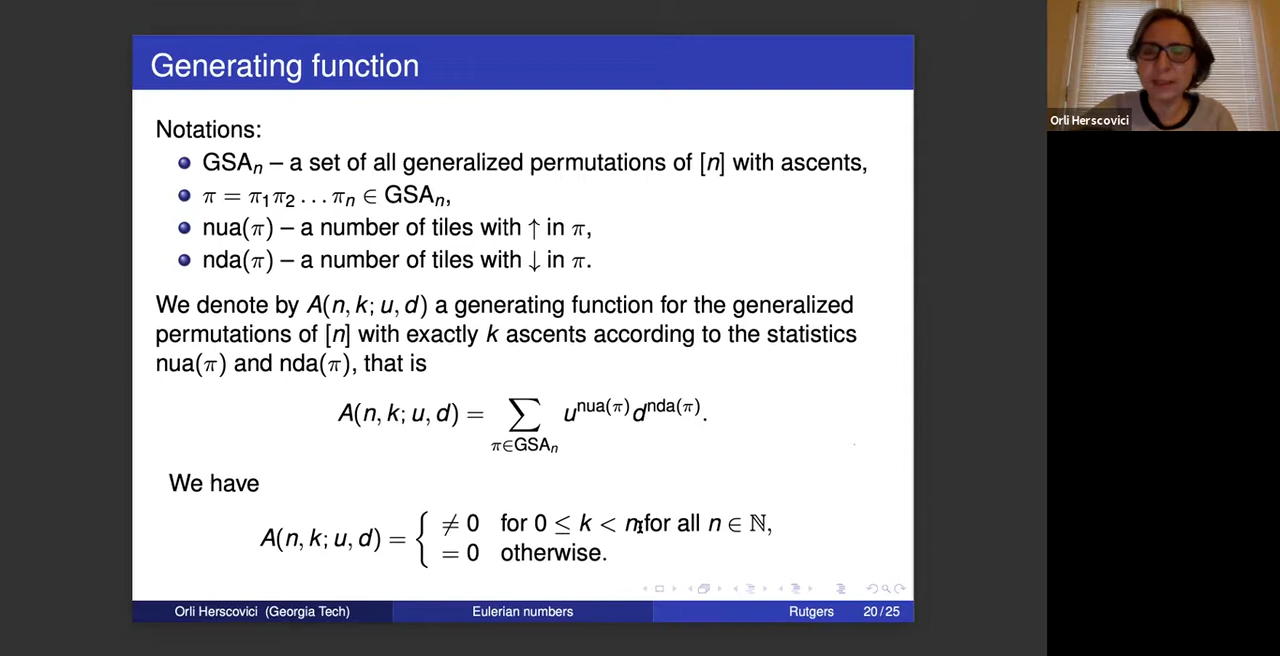 Generating function
Notations:
GSAn – a set of all generalized permutations of [n] with ascents,
π = π1π2 . . . πn ∈ GSAn,
nua(π) – a number of tiles with ↑ in π,
nda(π) – a number of tiles with ↓ in π.
We denote by A(n, k; u, d) a generating function for the generalized
permutations of [n] with exactly k ascents according to the statistics
nua(π) and nda(π), that is
A(n, k; u, d) = ∑ u^nua(π) d^nda(π).
π∈GSAn
We have
A(n, k; u, d) = { ≠ 0 for 0 ≤ k < n for all n ∈ ℕ,
= 0 otherwise.
Orli Herscovici (Georgia Tech) Eulerian numbers Rutgers 20 / 25
Orli Herscovici